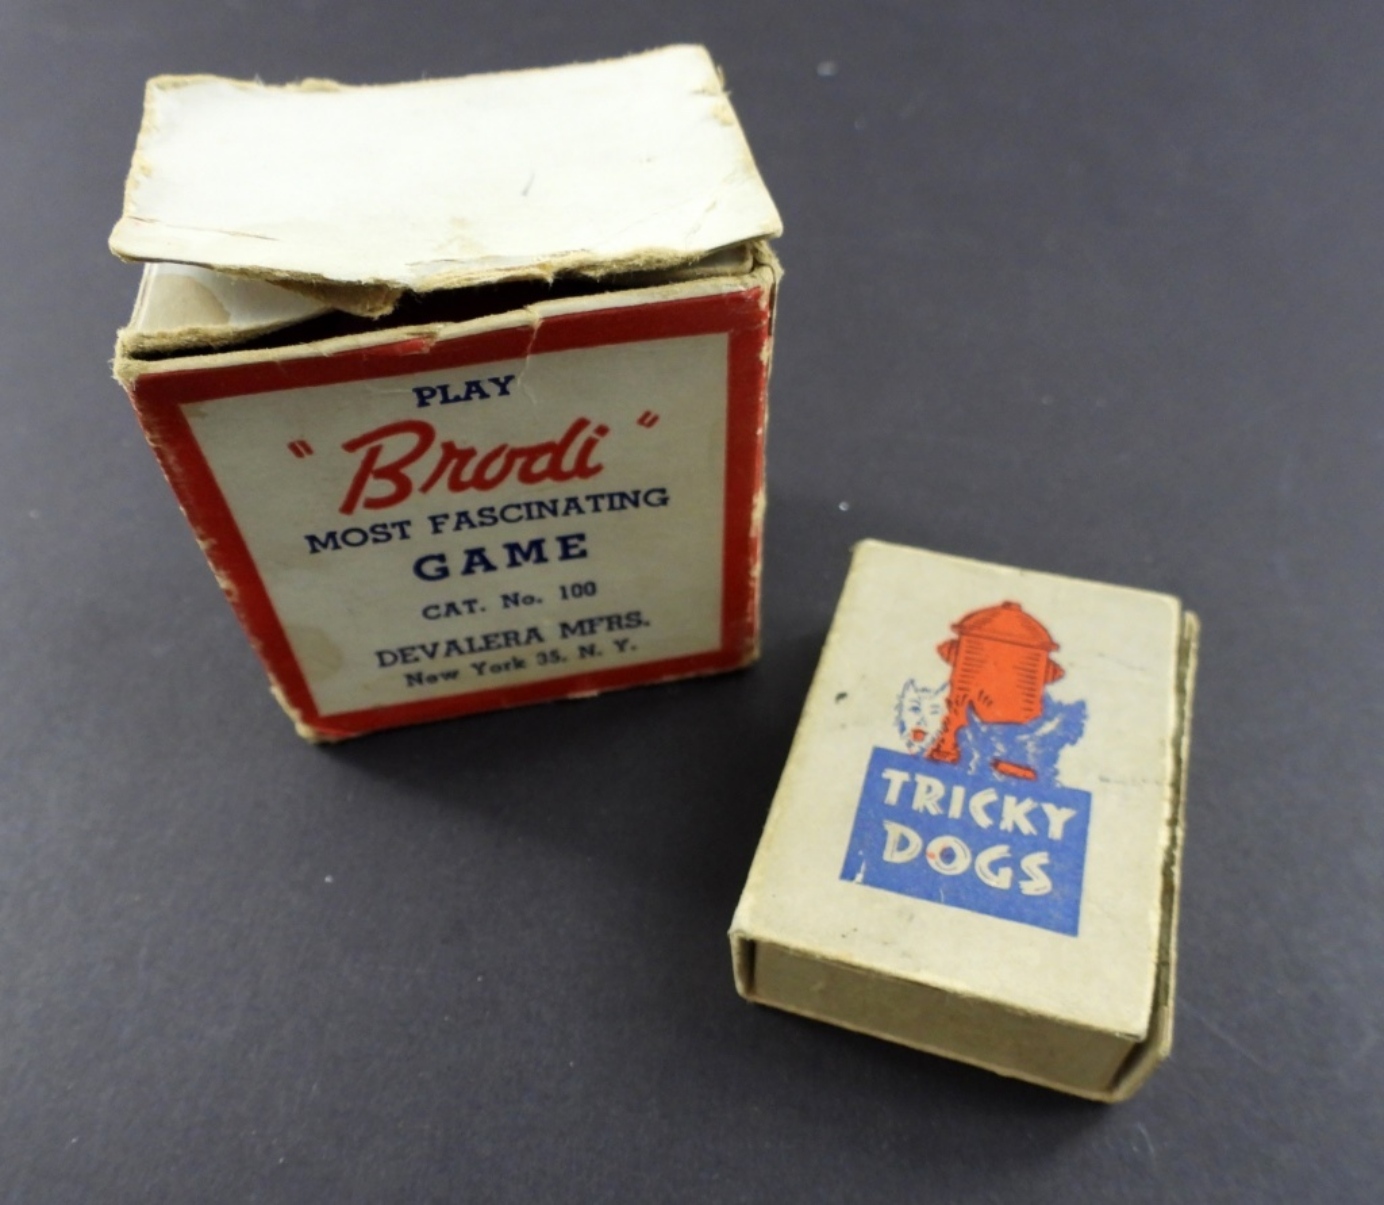 PLAY
"Brodi"
MOST FASCINATING
GAME
CAT. No. 100
DEVALERA MFRS.
New York 35, N. Y.
TRICKY
DOGS